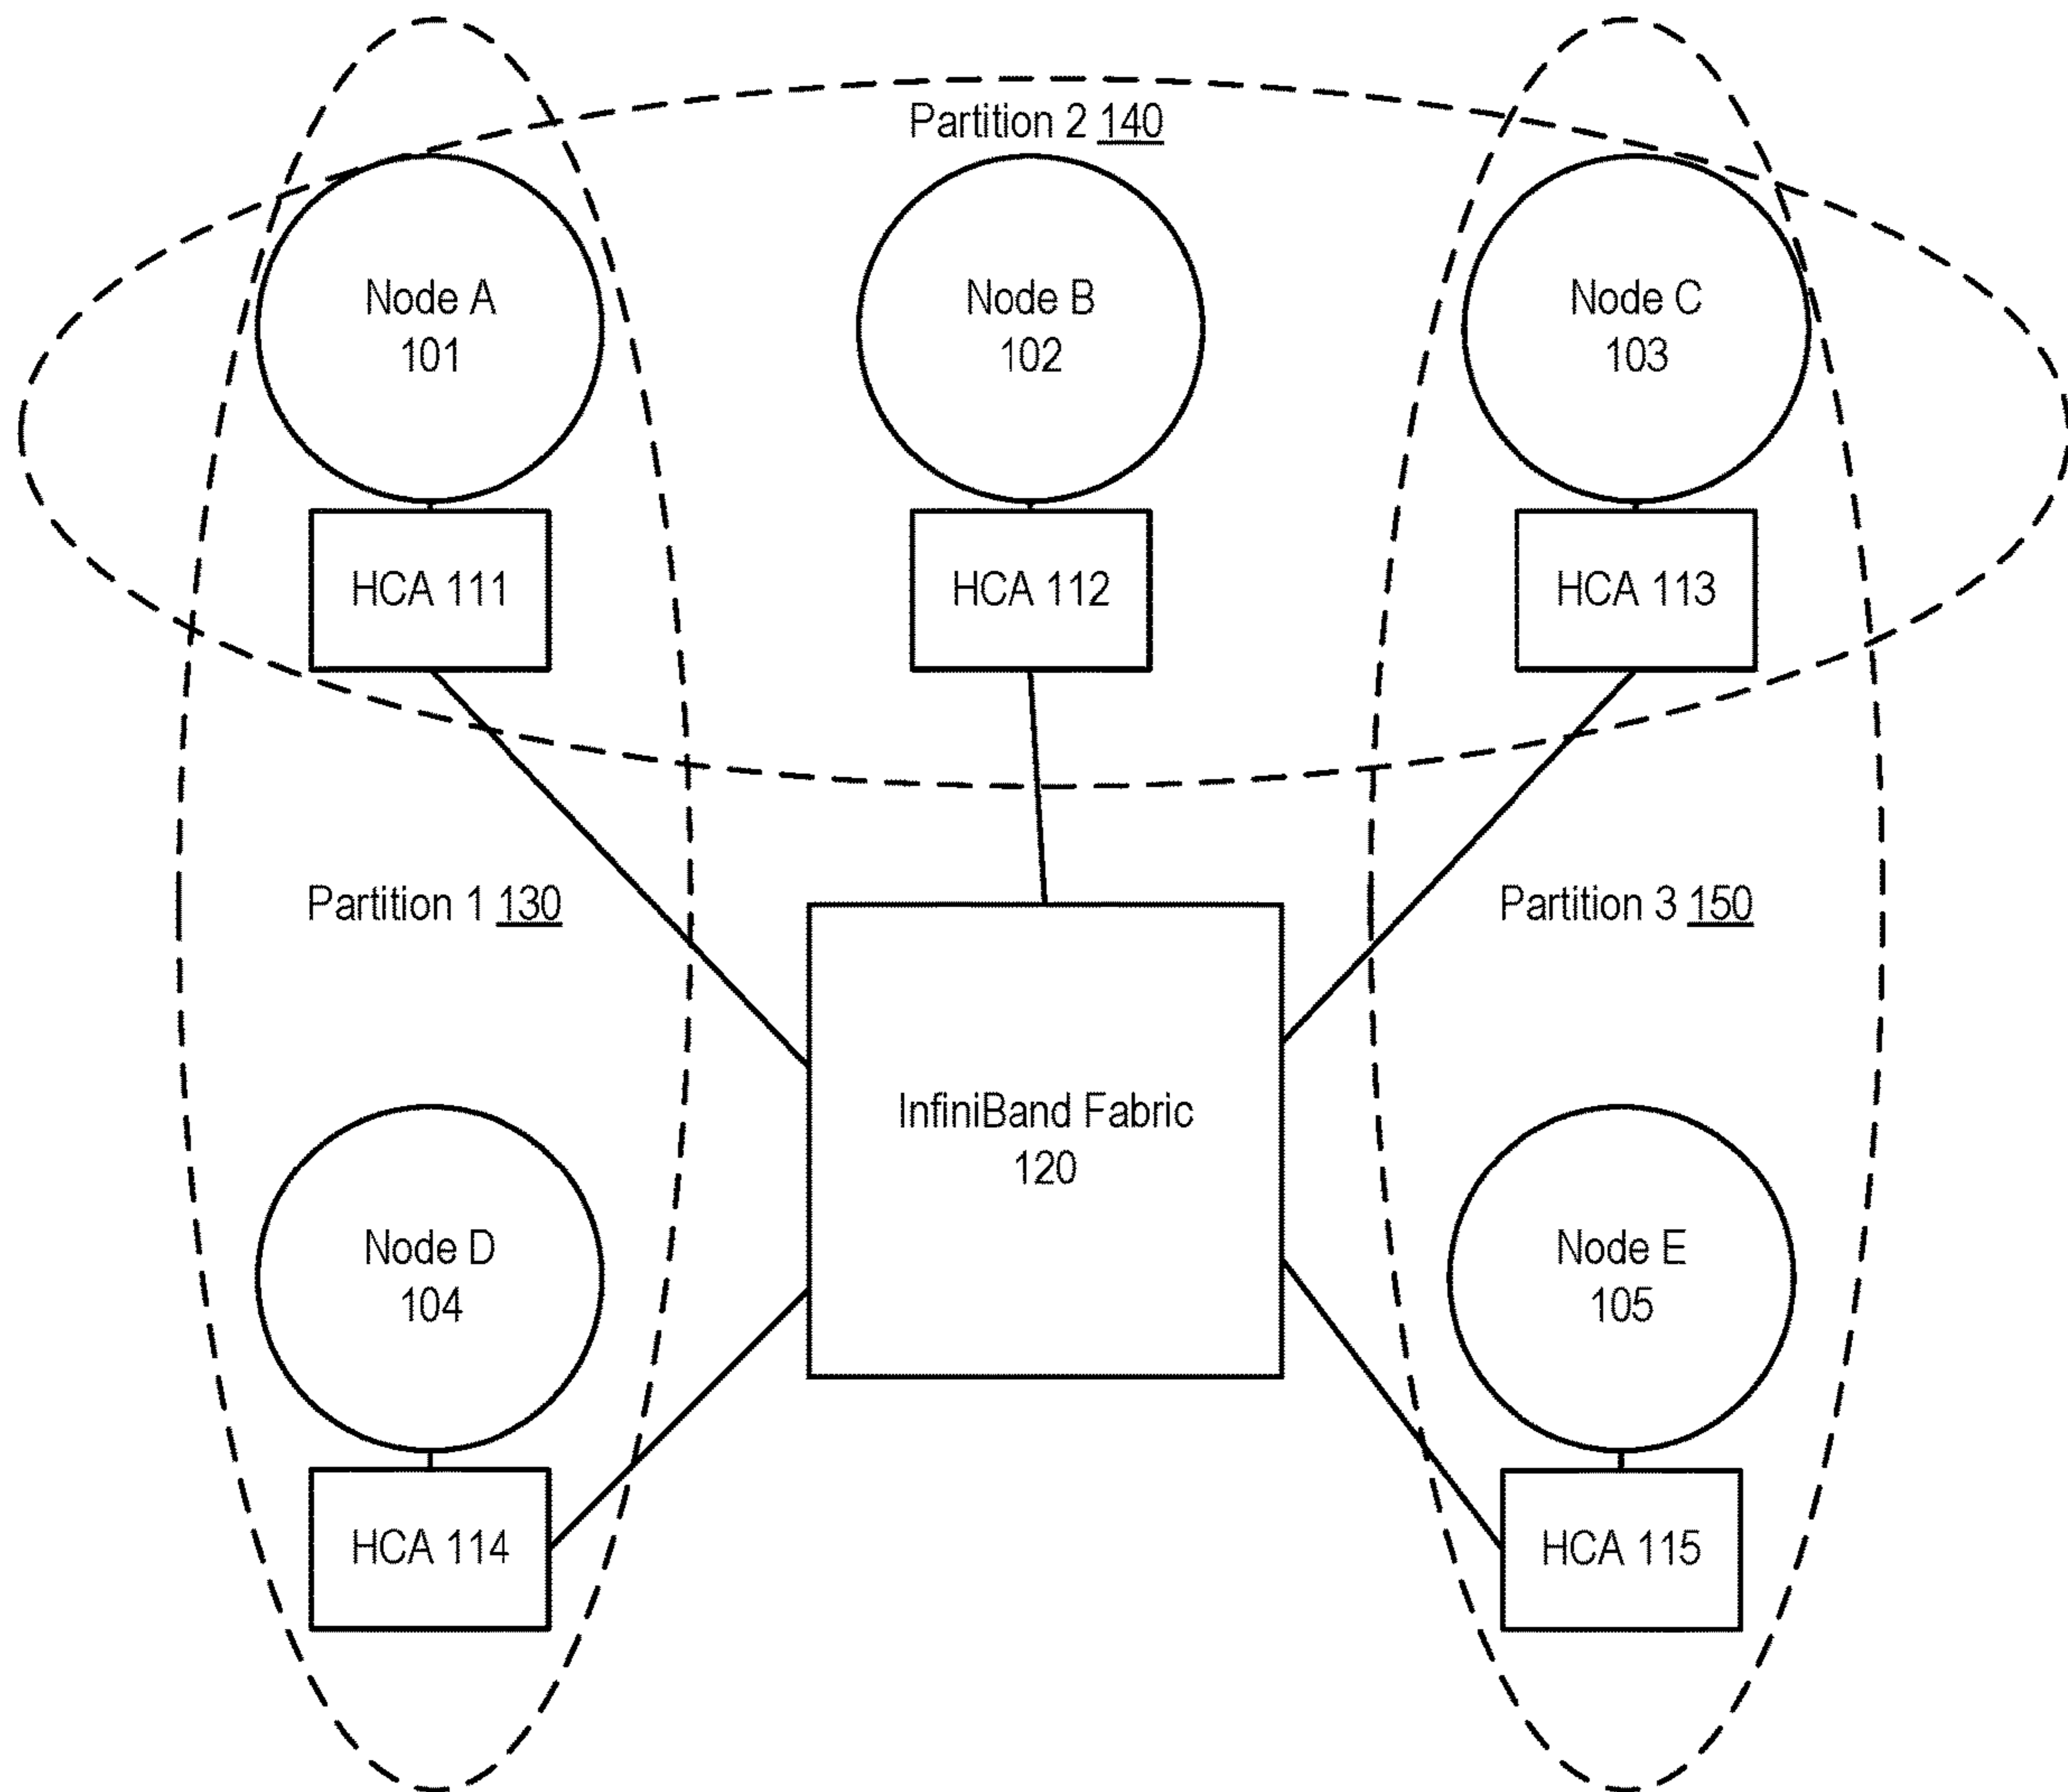 Partition 2 140
Node A
101
Node B
102
Node C
103
HCA 111
HCA 112
HCA 113
Partition 1 130
Partition 3 150
InfiniBand Fabric
120
Node D
104
Node E
105
HCA 114
HCA 115